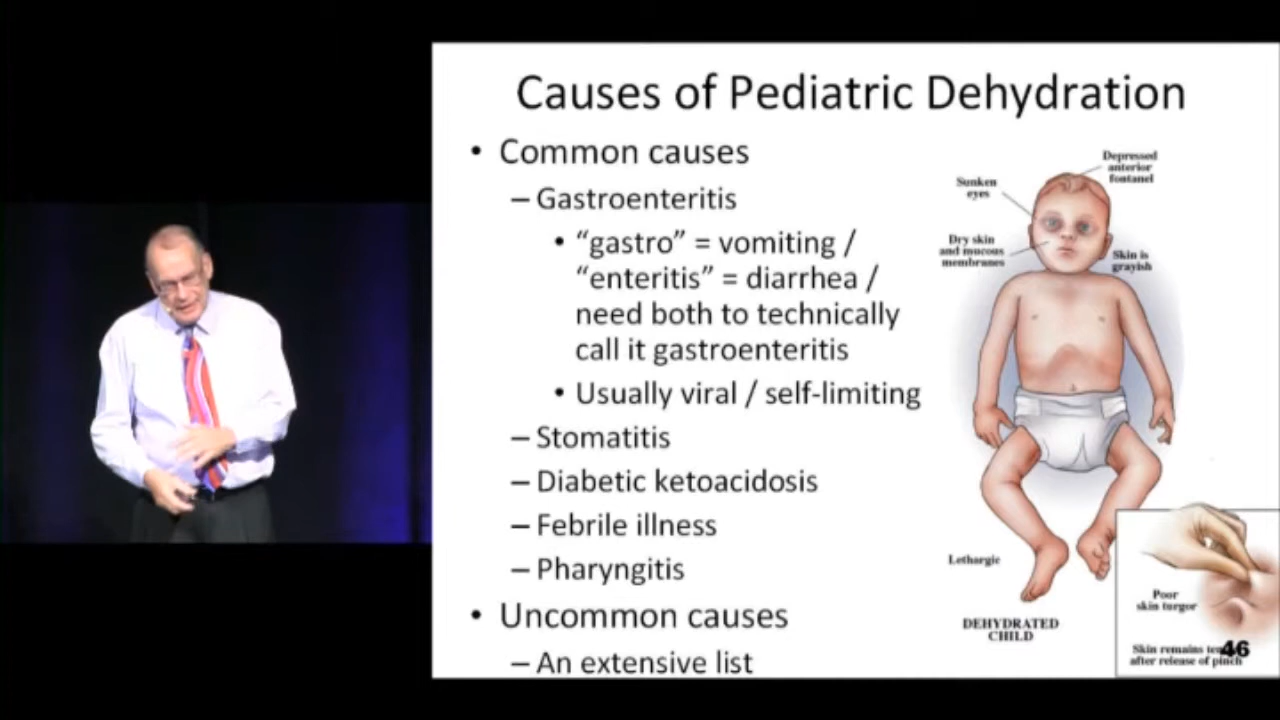 Causes of Pediatric Dehydration
• Common causes
– Gastroenteritis
• “gastro” = vomiting /
“enteritis” = diarrhea /
need both to technically
call it gastroenteritis
• Usually viral / self-limiting
– Stomatitis
– Diabetic ketoacidosis
– Febrile illness
– Pharyngitis
• Uncommon causes
– An extensive list
Depressed
anterior
fontanel
Sunken
eyes
Dry skin
and mucous
membranes
Skin is
grayish
Lethargic
DEHYDRATED
CHILD
Poor
skin turgor
Skin remains
after release of pinch
46